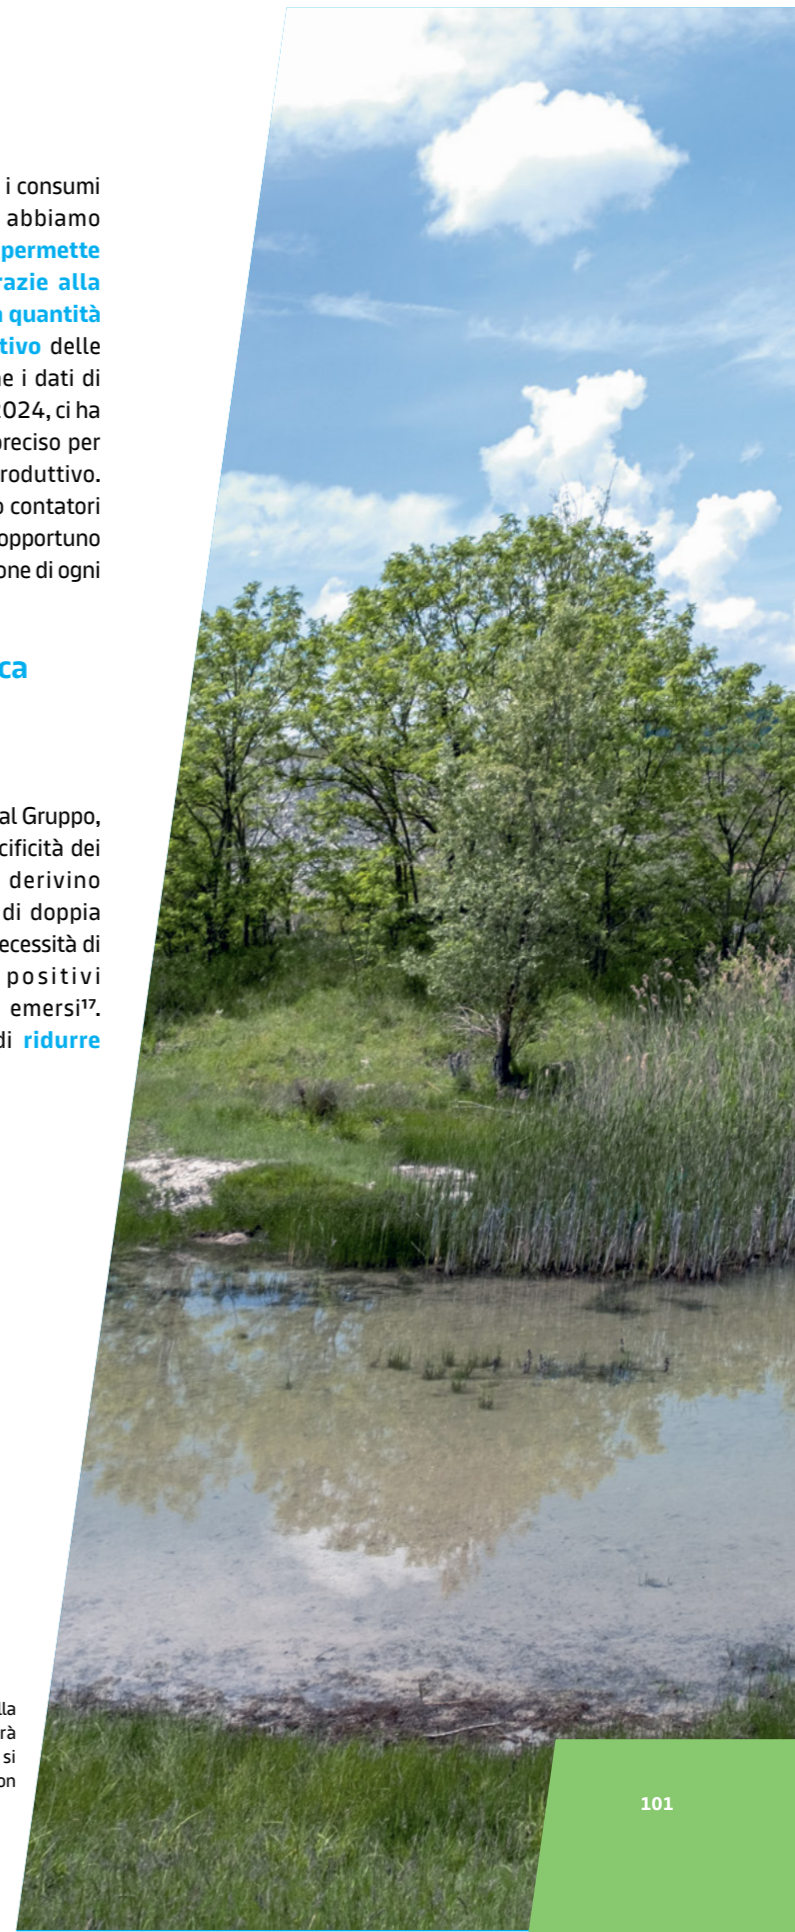 i consumi
abbiamo
permette
razie alla
quantità
tivo delle
e i dati di
2024, ci ha
preciso per
roduttivo.
contatori
opportuno
one di ogni
ca
al Gruppo,
cificità dei
derivino
di doppia
ecessità di
positivi
emersi¹⁷.
di ridurre
lla
rà
si
on
101